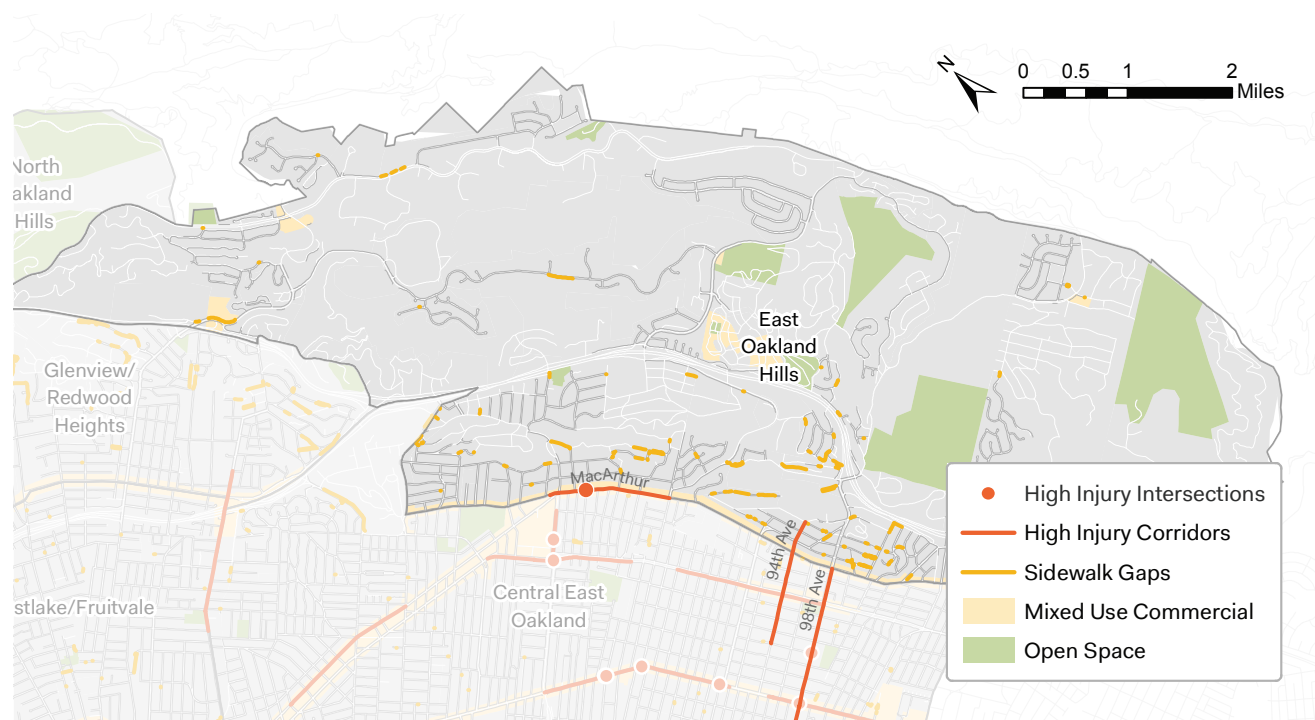 N
0 0.5 1 2
Miles
North
akland
Hills
East
Oakland
Hills
Glenview/
Redwood
Heights
MacArthur
94th Ave
98th Ave
Central East
Oakland
stlake/Fruitvale
High Injury Intersections
High Injury Corridors
Sidewalk Gaps
Mixed Use Commercial
Open Space